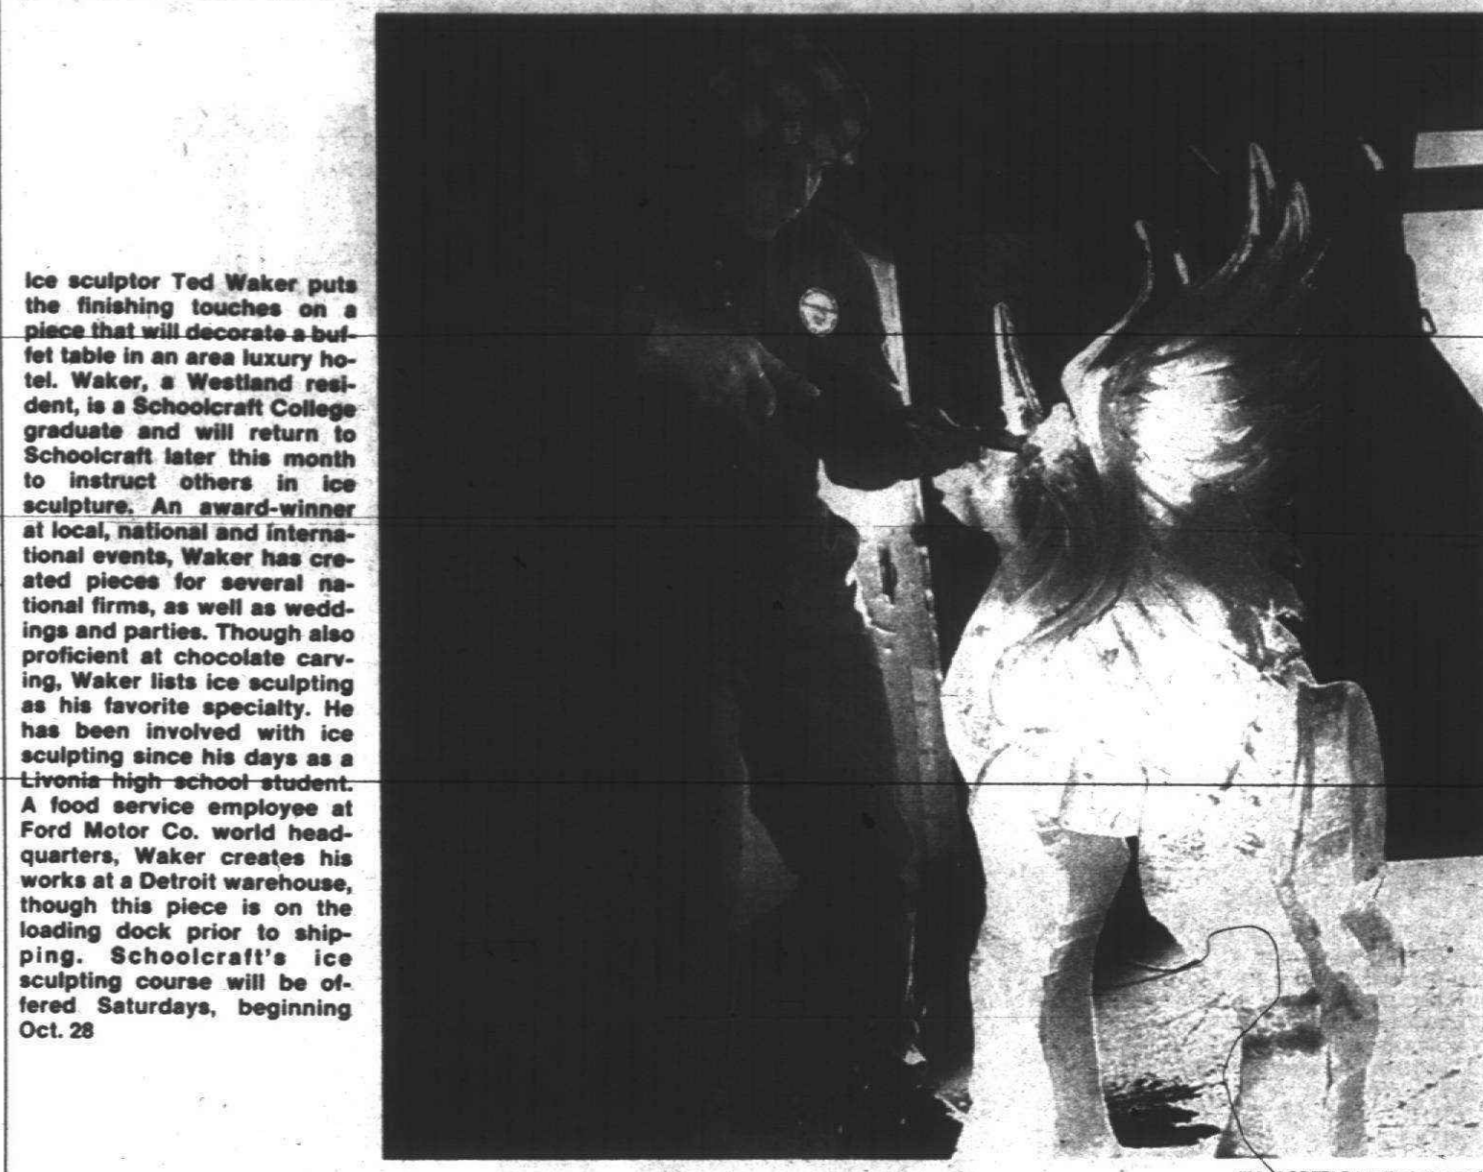 Ice sculptor Ted Waker puts
the finishing touches on a
piece that will decorate a buf-
fet table in an area luxury ho-
tel. Waker, a Westland resi-
dent, is a Schoolcraft College
graduate and will return to
Schoolcraft later this month
to instruct others in ice
sculpture. An award-winner
at local, national and interna-
tional events, Waker has cre-
ated pieces for several na-
tional firms, as well as wedd-
ings and parties. Though also
proficient at chocolate carv-
ing, Waker lists ice sculpting
as his favorite specialty. He
has been involved with ice
sculpting since his days as a
Livonia high school student.
A food service employee at
Ford Motor Co. world head-
quarters, Waker creates his
works at a Detroit warehouse,
though this piece is on the
loading dock prior to ship-
ping. Schoolcraft's ice
sculpting course will be of-
fered Saturdays, beginning
Oct. 28